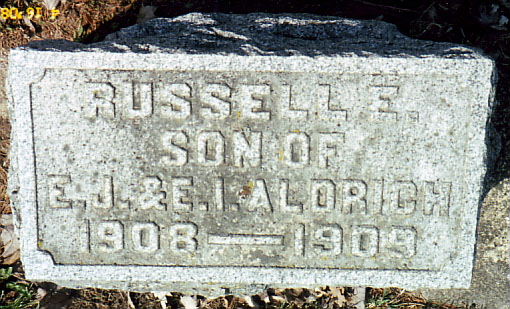 RUSSELL E.
SON OF
E.J. & E.I. ALDRICH
1908—1909